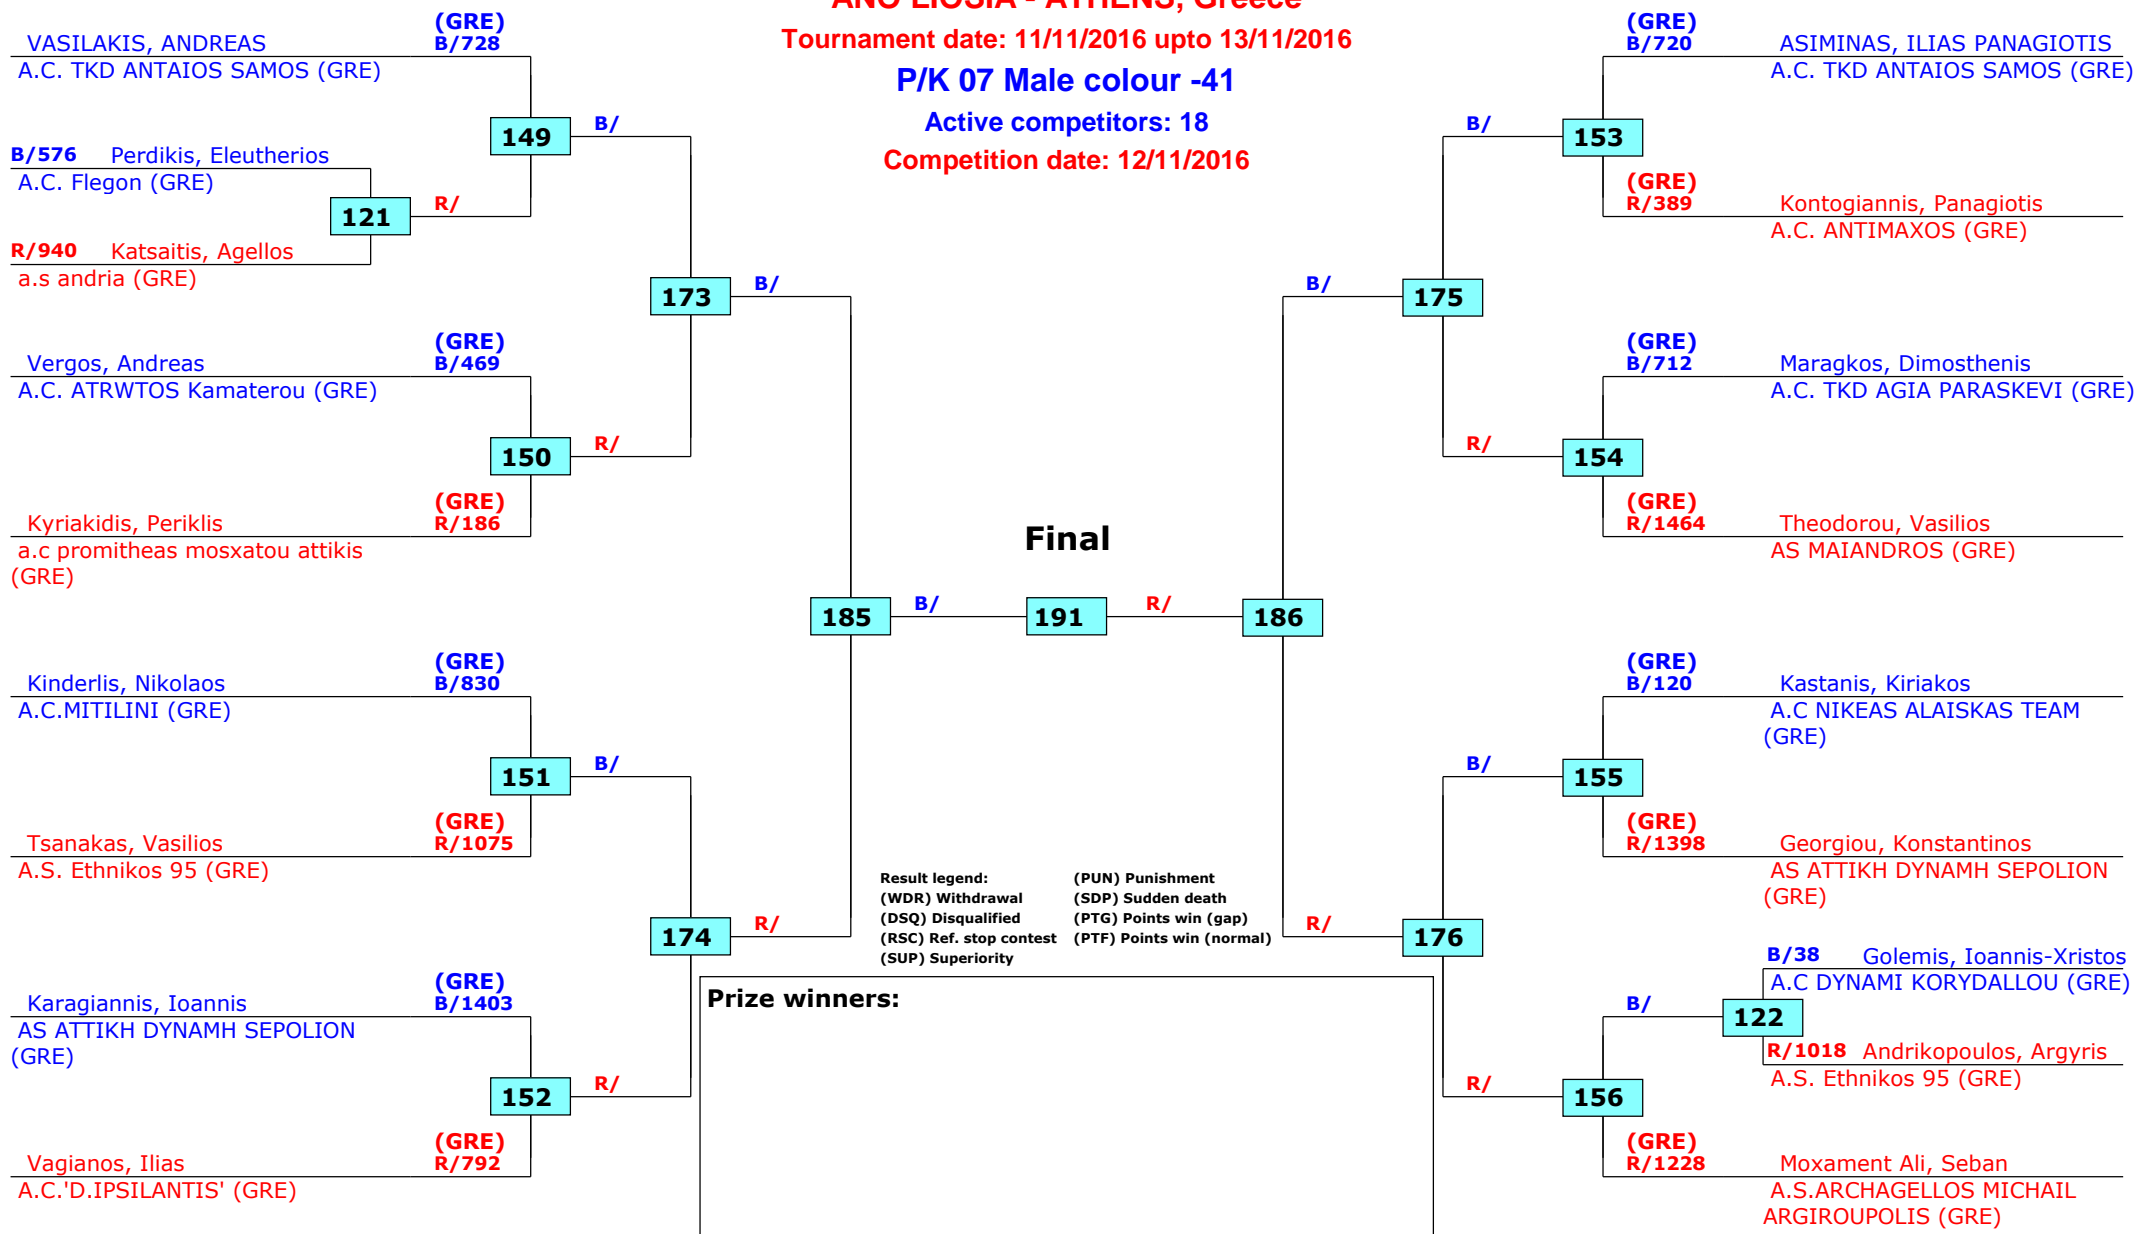 ANO LIOSIA - ATHENS, Greece
Tournament date: 11/11/2016 upto 13/11/2016
P/K 07 Male colour -41
Active competitors: 18
Competition date: 12/11/2016
(GRE)
VASILAKIS, ANDREAS B/728
A.C. TKD ANTAIOS SAMOS (GRE)
149
B/
B/576 Perdikis, Eleutherios
A.C. Flegon (GRE)
121
R/
R/940 Katsaitis, Agellos
a.s andria (GRE)
173
B/
(GRE)
Vergos, Andreas B/469
A.C. ATRWTOS Kamaterou (GRE)
150
R/
(GRE)
Kyriakidis, Periklis R/186
a.c promitheas mosxatou attikis
(GRE)
185
B/
(GRE)
Kinderlis, Nikolaos B/830
A.C.MITILINI (GRE)
151
B/
(GRE)
Tsanakas, Vasilios R/1075
A.S. Ethnikos 95 (GRE)
174
R/
(GRE)
Karagiannis, Ioannis B/1403
AS ATTIKH DYNAMH SEPOLION
(GRE)
152
R/
(GRE)
Vagianos, Ilias R/792
A.C.'D.IPSILANTIS' (GRE)
Final
191
R/
186
(GRE)
B/720 ASIMINAS, ILIAS PANAGIOTIS
A.C. TKD ANTAIOS SAMOS (GRE)
B/
153
(GRE)
R/389 Kontogiannis, Panagiotis
A.C. ANTIMAXOS (GRE)
B/
175
(GRE)
B/712 Maragkos, Dimosthenis
A.C. TKD AGIA PARASKEVI (GRE)
R/
154
(GRE)
R/1464 Theodorou, Vasilios
AS MAIANDROS (GRE)
(GRE)
B/120 Kastanis, Kiriakos
A.C NIKEAS ALAISKAS TEAM
(GRE)
B/
155
(GRE)
R/1398 Georgiou, Konstantinos
AS ATTIKH DYNAMH SEPOLION
(GRE)
R/
176
B/38 Golemis, Ioannis-Xristos
A.C DYNAMI KORYDALLOU (GRE)
B/
122
R/1018 Andrikopoulos, Argyris
A.S. Ethnikos 95 (GRE)
R/
156
(GRE)
R/1228 Moxament Ali, Seban
A.S.ARCHAGELLOS MICHAIL
ARGIROUPOLIS (GRE)
Result legend: (PUN) Punishment
(WDR) Withdrawal (SDP) Sudden death
(DSQ) Disqualified (PTG) Points win (gap)
(RSC) Ref. stop contest (PTF) Points win (normal)
(SUP) Superiority
Prize winners: